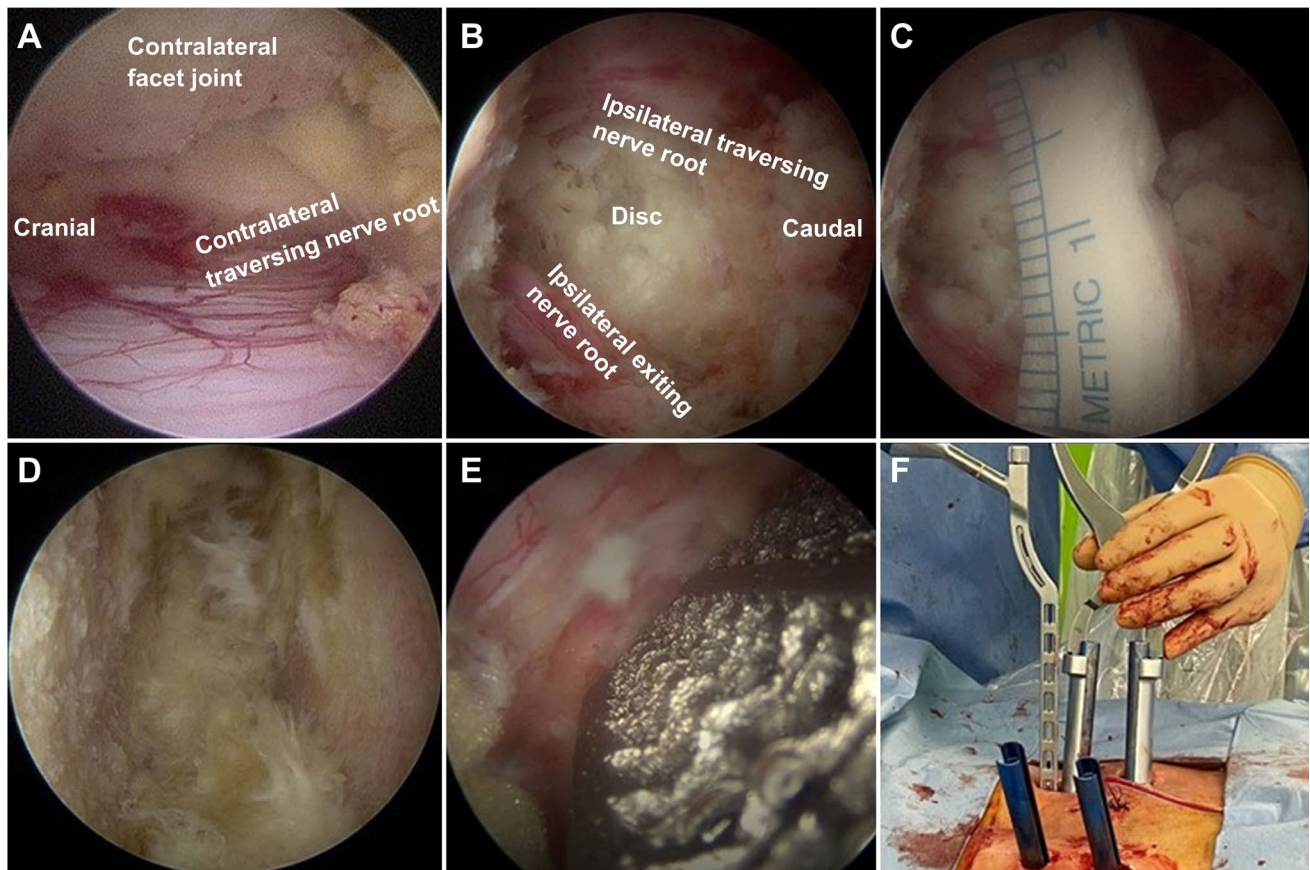 A
Contralateral
facet joint
Cranial
Contralateral
traversing nerve root
B
Ipsilateral traversing
nerve root
Disc
Caudal
Ipsilateral exiting
nerve root
C
METRIC 1
2
D
E
F